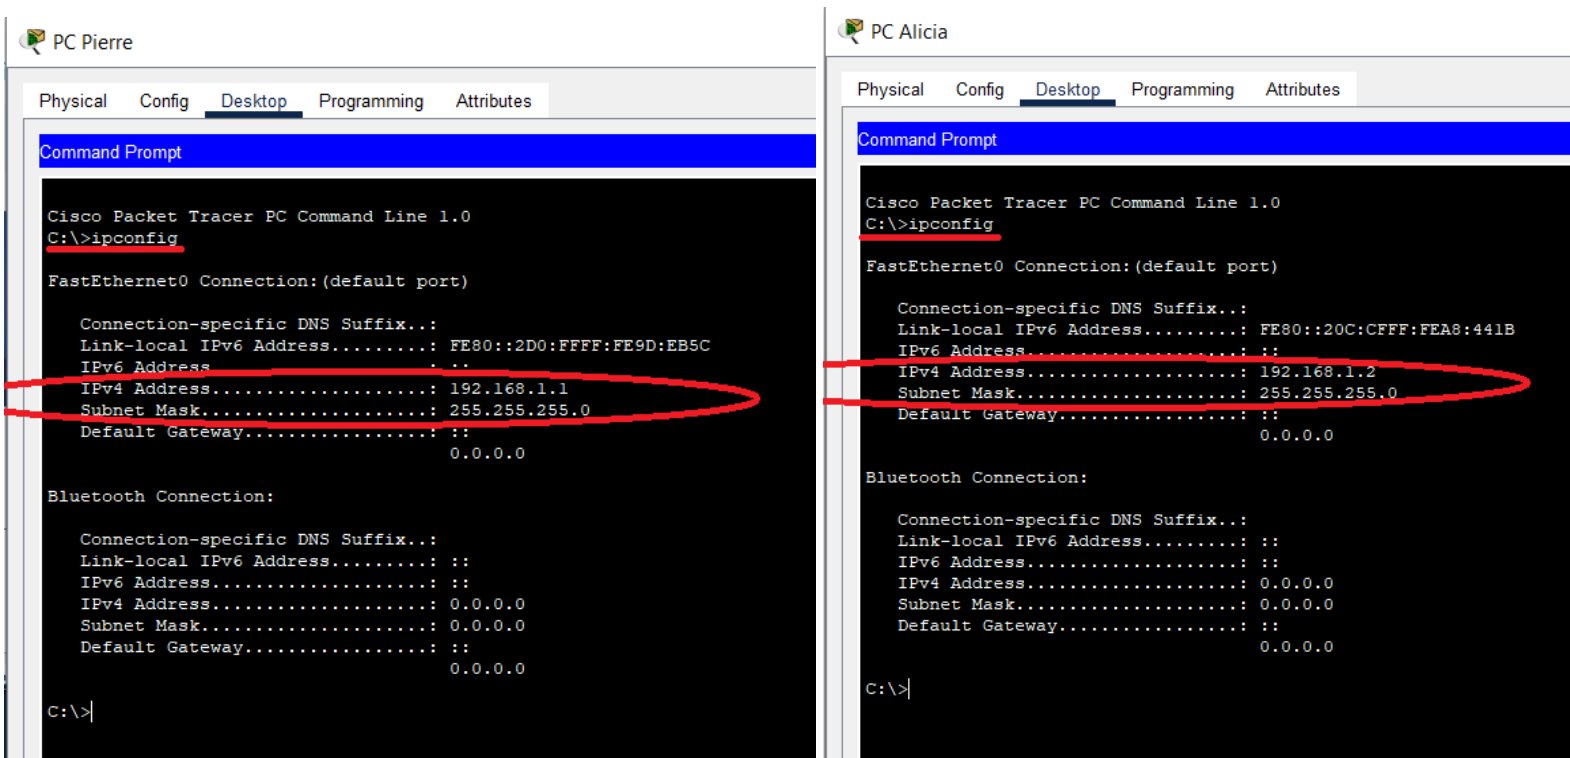 PC Pierre
Physical Config Desktop Programming Attributes
Command Prompt
Cisco Packet Tracer PC Command Line 1.0
C:\>ipconfig
FastEthernet0 Connection:(default port)
Connection-specific DNS Suffix..:
Link-local IPv6 Address.........: FE80::2D0:FFFF:FE9D:EB5C
IPv6 Address....................: ::
IPv4 Address....................: 192.168.1.1
Subnet Mask.....................: 255.255.255.0
Default Gateway.................: ::
0.0.0.0
Bluetooth Connection:
Connection-specific DNS Suffix..:
Link-local IPv6 Address.........: ::
IPv6 Address....................: ::
IPv4 Address....................: 0.0.0.0
Subnet Mask.....................: 0.0.0.0
Default Gateway.................: ::
0.0.0.0
C:\>
PC Alicia
Physical Config Desktop Programming Attributes
Command Prompt
Cisco Packet Tracer PC Command Line 1.0
C:\>ipconfig
FastEthernet0 Connection:(default port)
Connection-specific DNS Suffix..:
Link-local IPv6 Address.........: FE80::20C:CFFF:FEA8:441B
IPv6 Address....................: ::
IPv4 Address....................: 192.168.1.2
Subnet Mask.....................: 255.255.255.0
Default Gateway.................: ::
0.0.0.0
Bluetooth Connection:
Connection-specific DNS Suffix..:
Link-local IPv6 Address.........: ::
IPv6 Address....................: ::
IPv4 Address....................: 0.0.0.0
Subnet Mask.....................: 0.0.0.0
Default Gateway.................: ::
0.0.0.0
C:\>